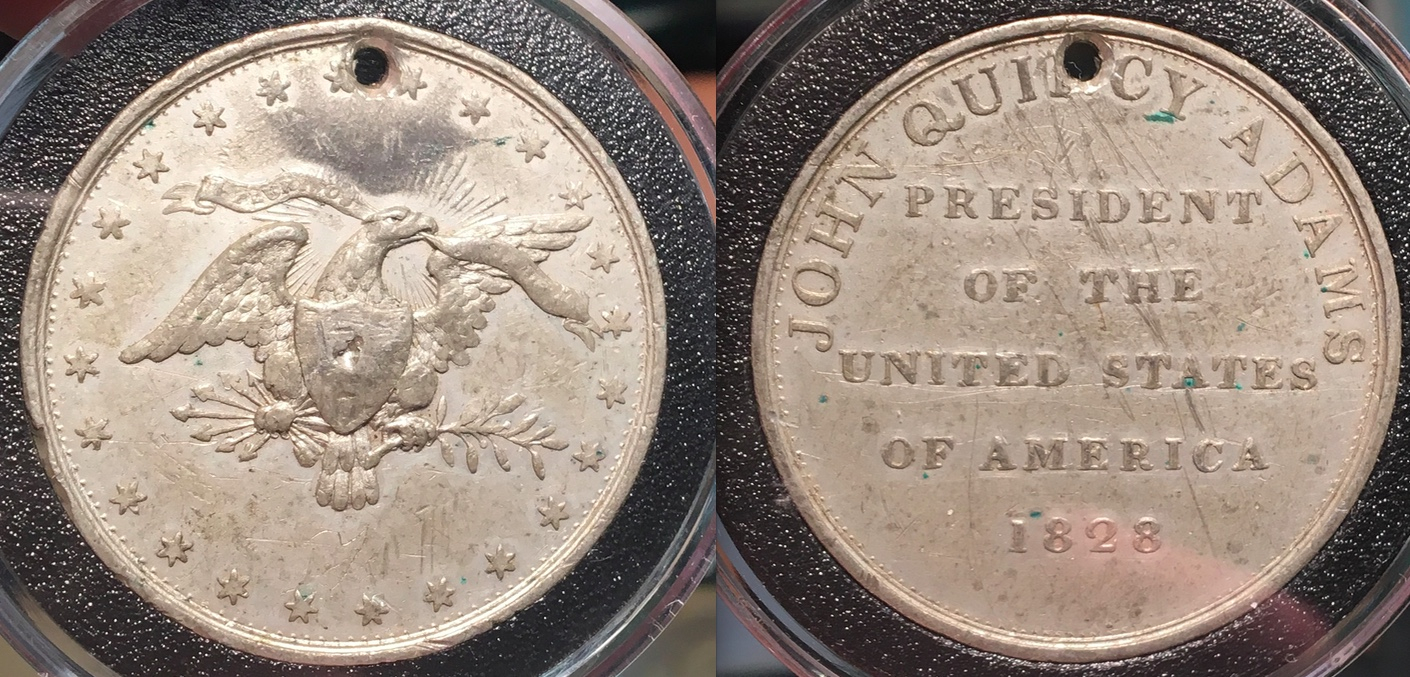 JOHN QUINCY ADAMS
PRESIDENT
OF THE
UNITED STATES
OF AMERICA
1828